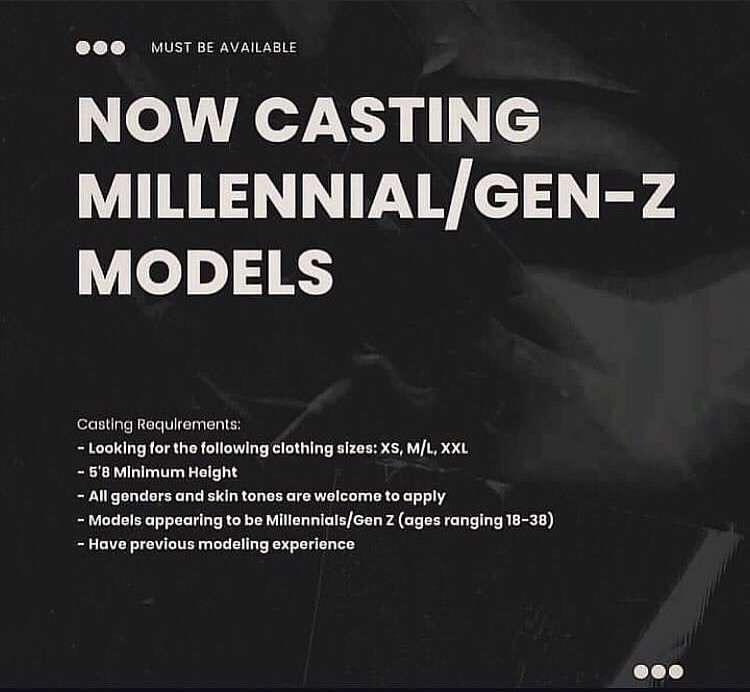 MUST BE AVAILABLE
NOW CASTING
MILLENNIAL/GEN-Z
MODELS
Casting Requirements:
- Looking for the following clothing sizes: XS, M/L, XXL
- 5'8 Minimum Height
- All genders and skin tones are welcome to apply
- Models appearing to be Millennials/Gen Z (ages ranging 18-38)
- Have previous modeling experience